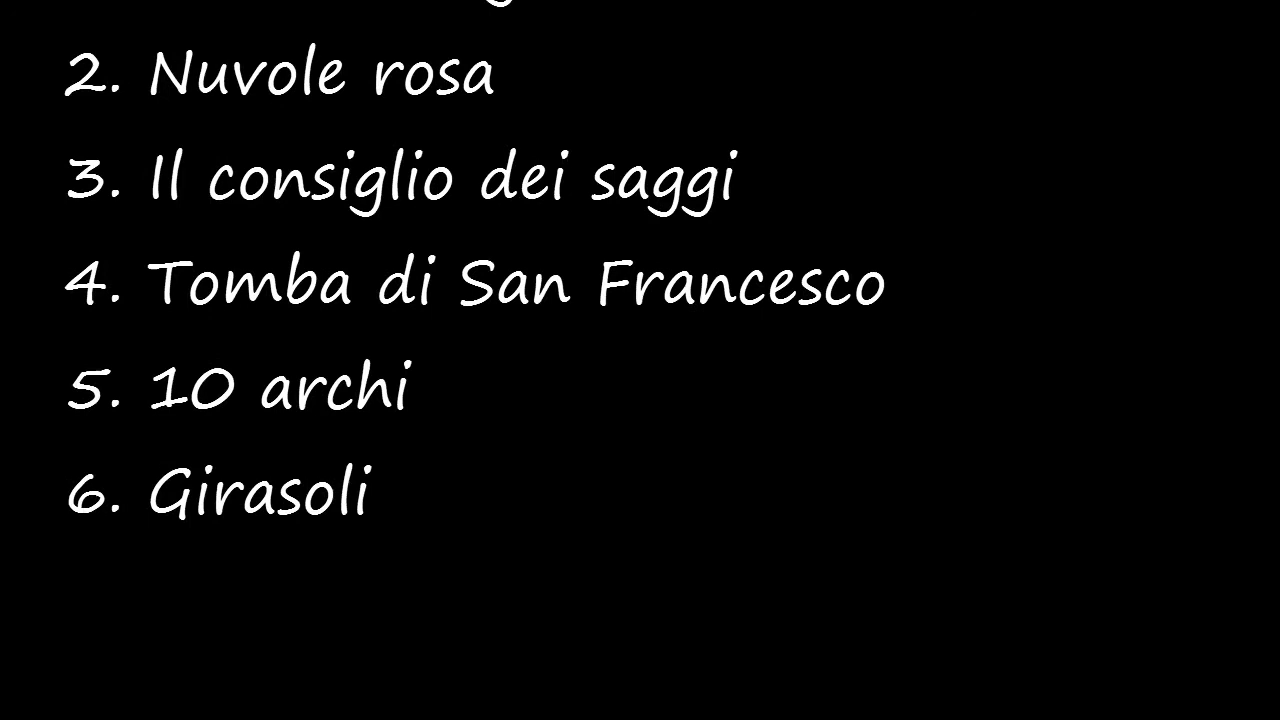 2. Nuvole rosa
3. Il consiglio dei saggi
4. Tomba di San Francesco
5. 10 archi
6. Girasoli